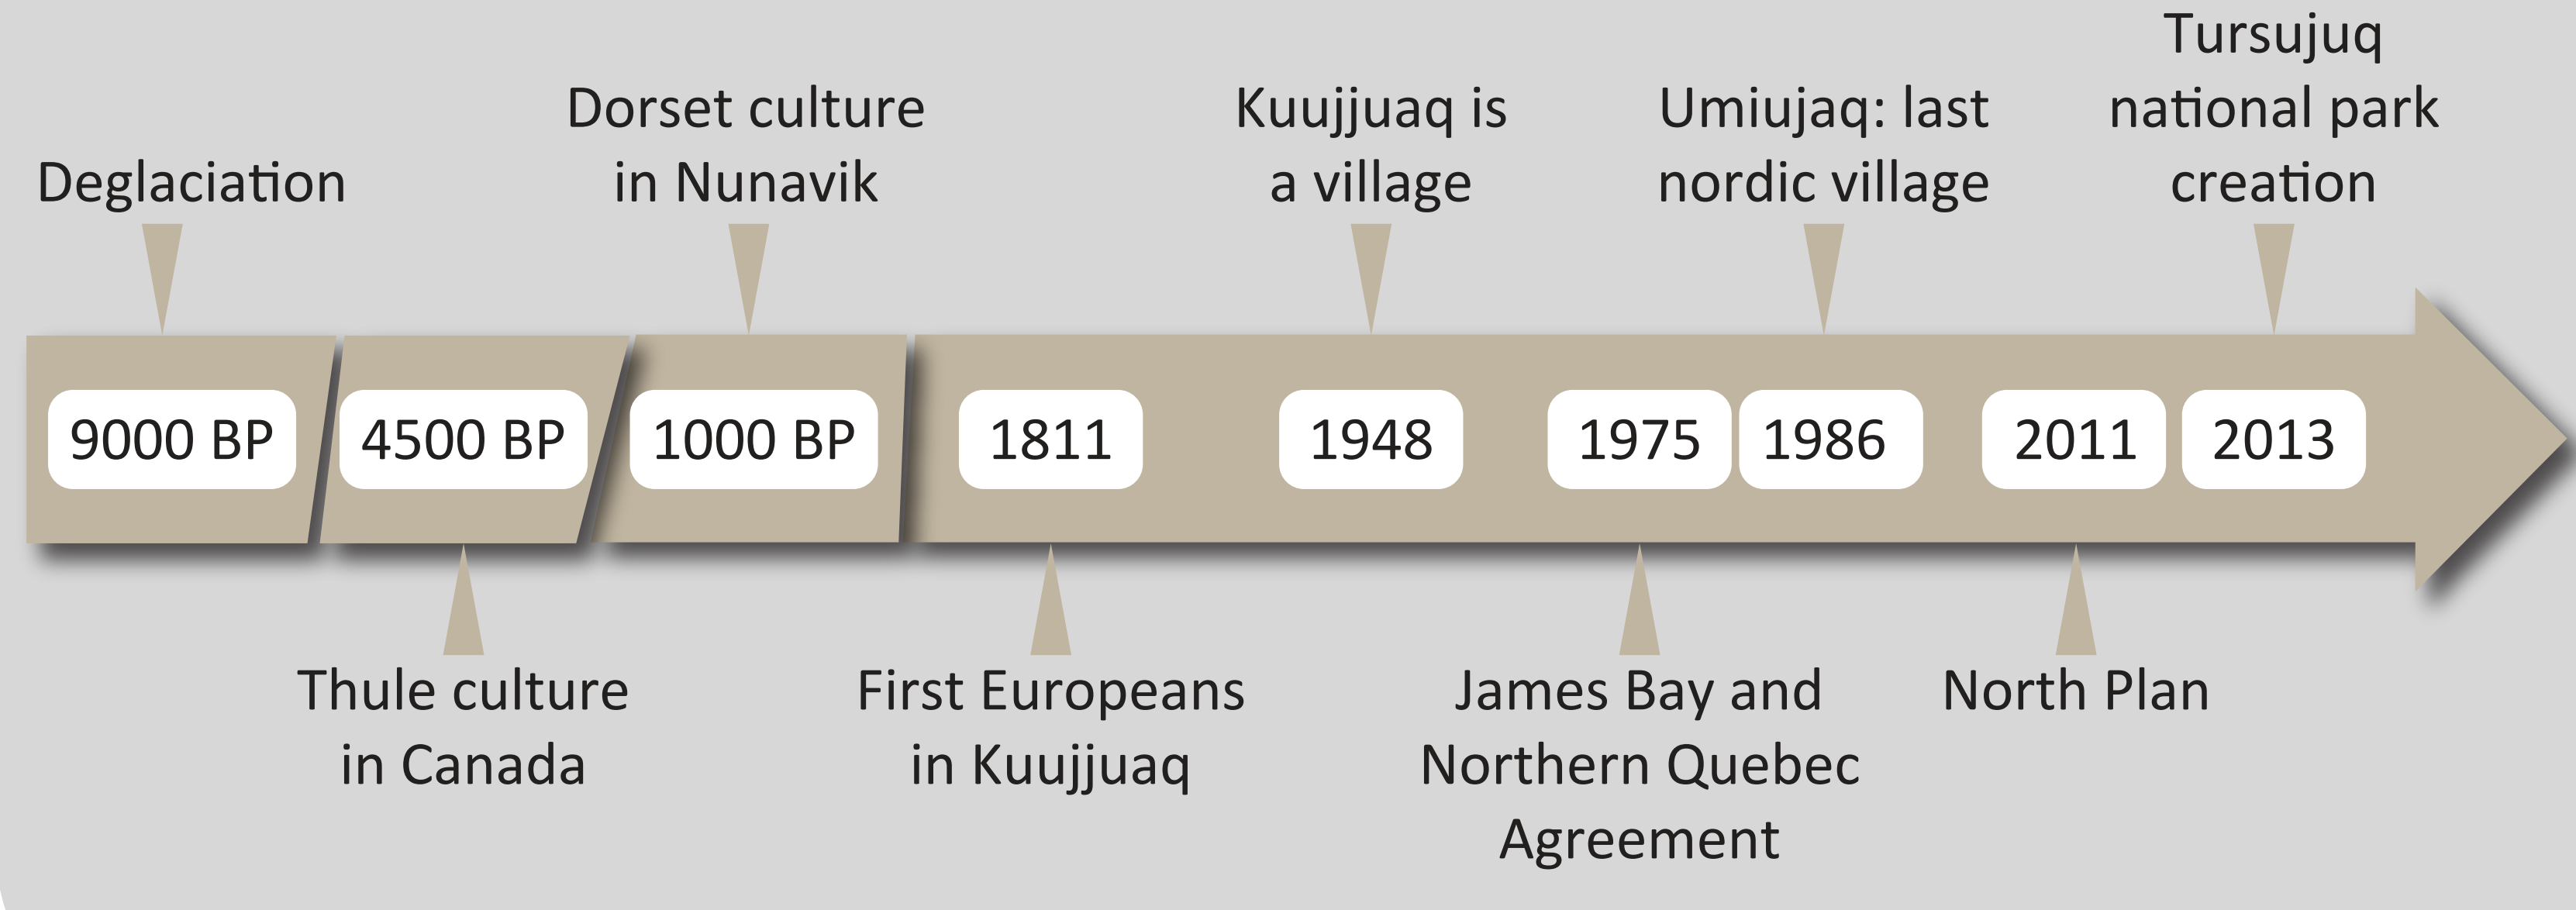 Deglaciation
Dorset culture
in Nunavik
Kuujjuaq is
a village
Umiujaq: last
nordic village
Tursujuq
national park
creation
9000 BP
4500 BP
1000 BP
1811
1948
1975
1986
2011
2013
Thule culture
in Canada
First Europeans
in Kuujjuaq
James Bay and
Northern Quebec
Agreement
North Plan